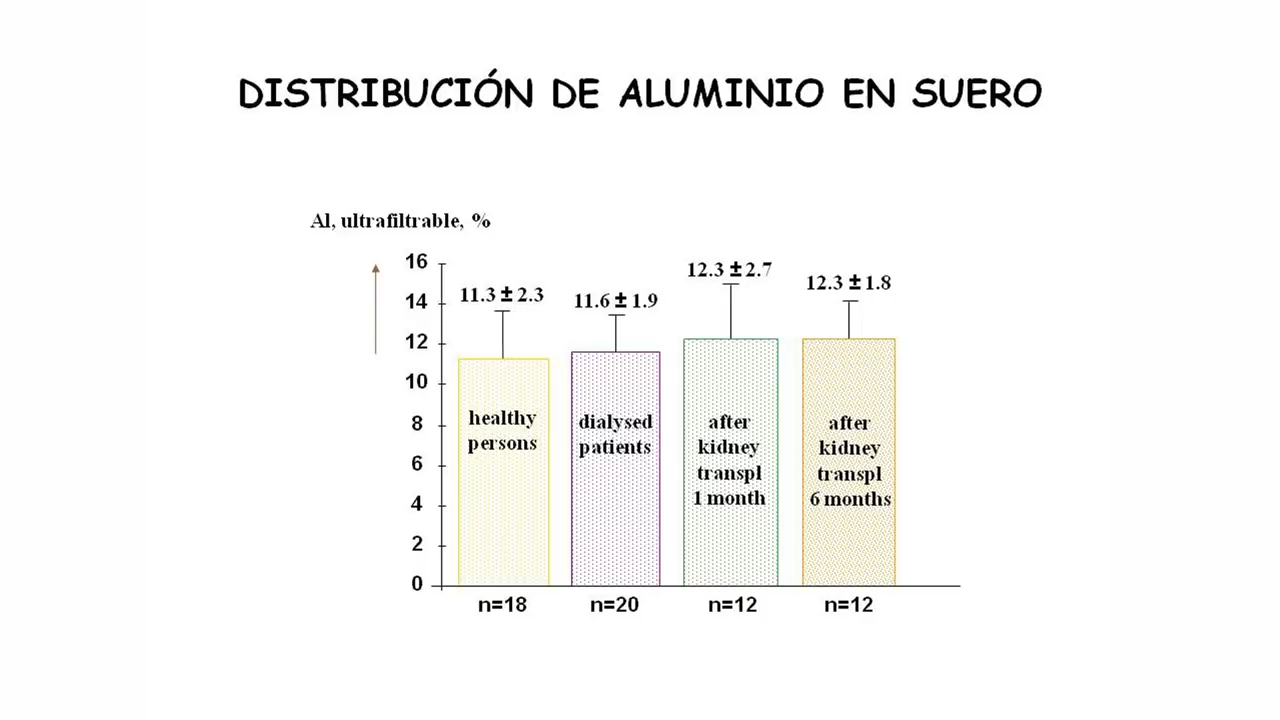 DISTRIBUCIÓN DE ALUMINIO EN SUERO
Al, ultrafiltrable, %
16
14
12
10
8
6
4
2
0
11.3 ± 2.3
11.6 ± 1.9
12.3 ± 2.7
12.3 ± 1.8
healthy
persons
dialysed
patients
after
kidney
transpl
1 month
after
kidney
transpl
6 months
n=18
n=20
n=12
n=12